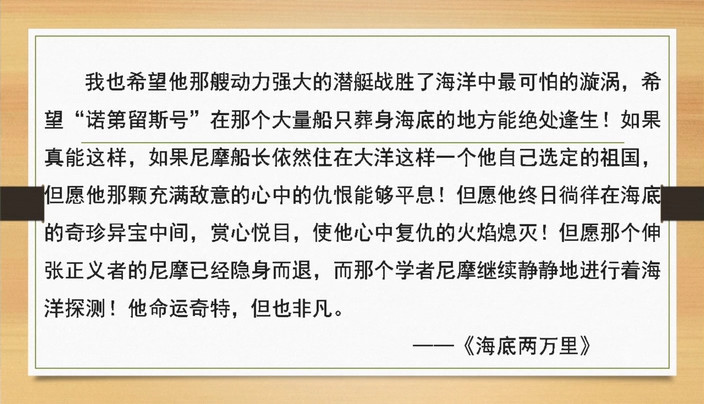 我也希望他那艘动力强大的潜艇战胜了海洋中最可怕的漩涡，希
望“诺第留斯号”在那个大量船只葬身海底的地方能绝处逢生！如果
真能这样，如果尼摩船长依然住在大洋这样一个他自己选定的祖国，
但愿他那颗充满敌意的心中的仇恨能够平息！但愿他终日徜徉在海底
的奇珍异宝中间，赏心悦目，使他心中复仇的火焰熄灭！但愿那个伸
张正义者的尼摩已经隐身而退，而那个学者尼摩继续静静地进行着海
洋探测！他命运奇特，但也非凡。
——《海底两万里》